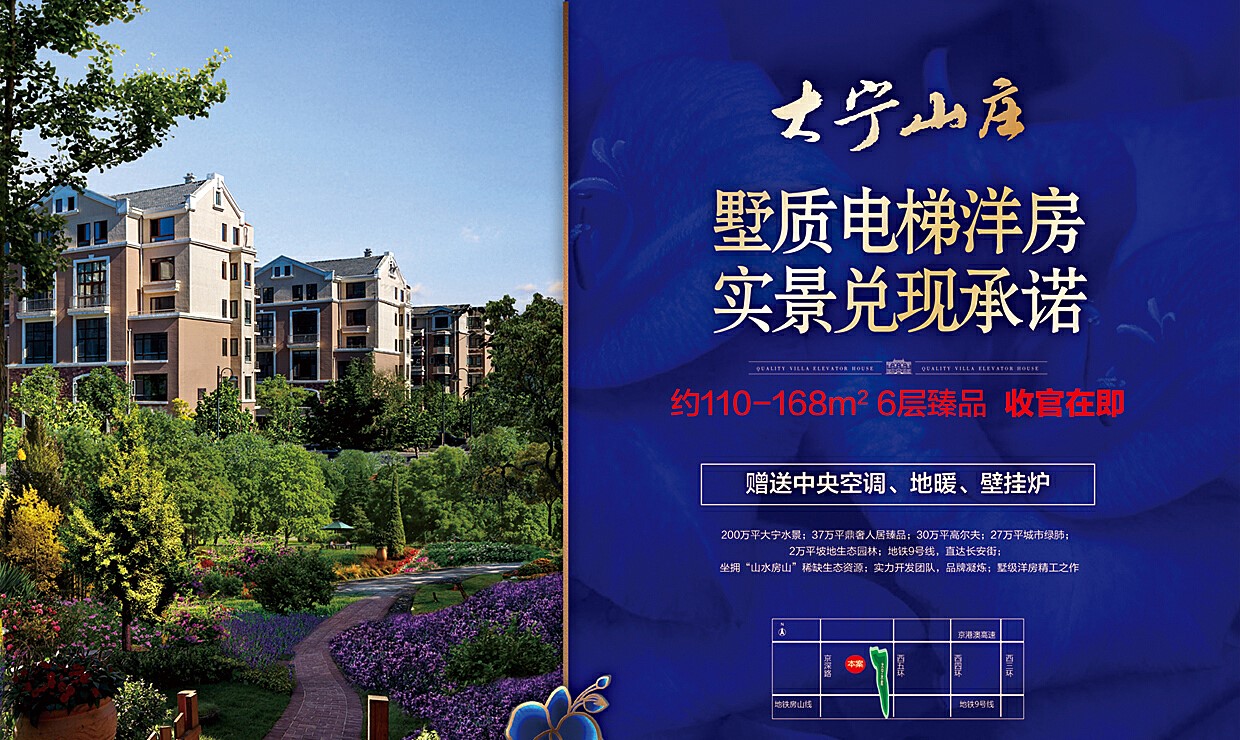 大宁山庄
墅质电梯洋房
实景兑现承诺
QUALITY VILLA ELEVATOR HOUSE QUALITY VILLA ELEVATOR HOUSE
约110-168m² 6层臻品 收官在即
赠送中央空调、地暖、壁挂炉
200万平大宁水景；37万平鼎奢人居臻品；30万平高尔夫；27万平城市绿肺；
2万平坡地生态园林；地铁9号线，直达长安街；
坐拥“山水房山”稀缺生态资源；实力开发团队，品牌凝炼；墅级洋房精工之作
N
京港澳高速
京深路
本案
西五环
西四环
西三环
地铁房山线
地铁9号线